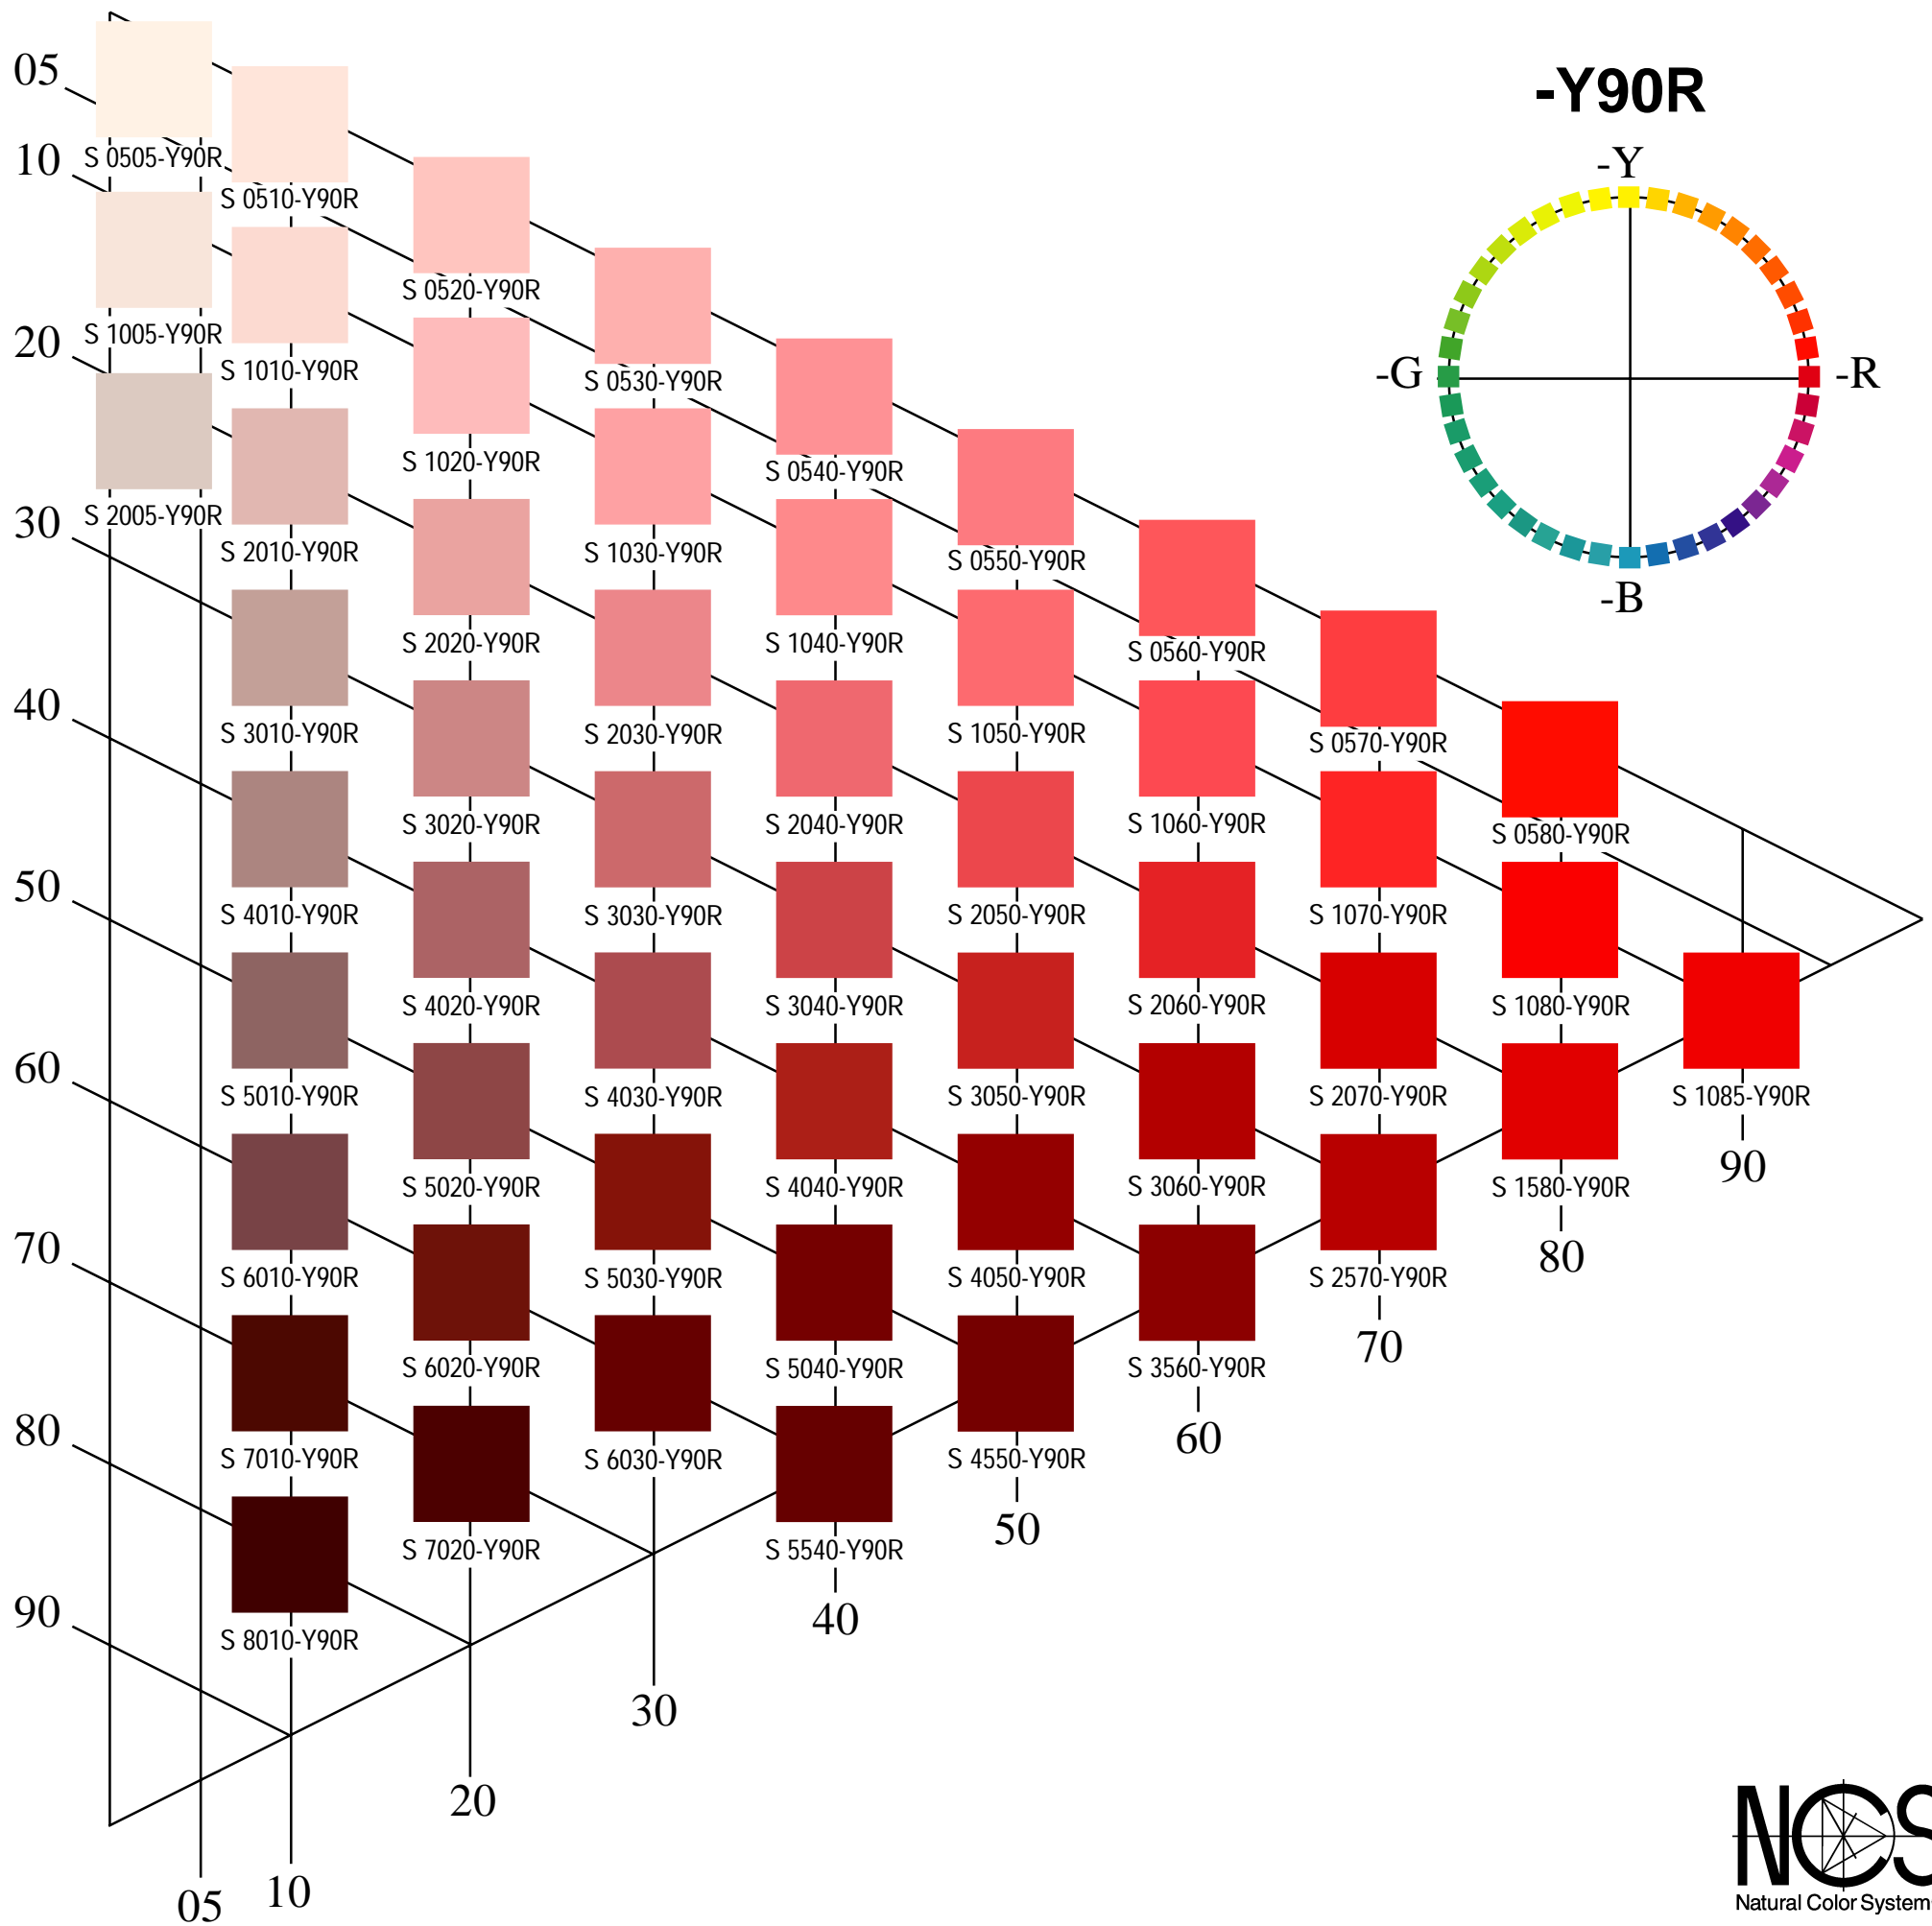 -Y90R
-Y
-G
-R
-B
05
10
20
30
40
50
60
70
80
90
S 0505-Y90R
S 1005-Y90R
S 2005-Y90R
S 0510-Y90R
S 1010-Y90R
S 2010-Y90R
S 3010-Y90R
S 4010-Y90R
S 5010-Y90R
S 6010-Y90R
S 7010-Y90R
S 8010-Y90R
S 0520-Y90R
S 1020-Y90R
S 2020-Y90R
S 3020-Y90R
S 4020-Y90R
S 5020-Y90R
S 6020-Y90R
S 7020-Y90R
S 0530-Y90R
S 1030-Y90R
S 2030-Y90R
S 3030-Y90R
S 4030-Y90R
S 5030-Y90R
S 6030-Y90R
S 0540-Y90R
S 1040-Y90R
S 2040-Y90R
S 3040-Y90R
S 4040-Y90R
S 5040-Y90R
S 5540-Y90R
S 0550-Y90R
S 1050-Y90R
S 2050-Y90R
S 3050-Y90R
S 4050-Y90R
S 4550-Y90R
S 0560-Y90R
S 1060-Y90R
S 2060-Y90R
S 3060-Y90R
S 3560-Y90R
S 0570-Y90R
S 1070-Y90R
S 2070-Y90R
S 2570-Y90R
S 0580-Y90R
S 1080-Y90R
S 1580-Y90R
S 1085-Y90R
05
10
20
30
40
50
60
70
80
90
NCS
Natural Color System